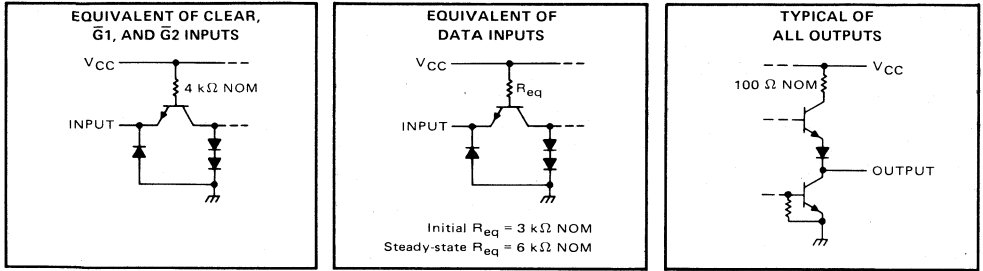 EQUIVALENT OF CLEAR,
G̅1, AND G̅2 INPUTS
VCC
4 kΩ NOM
INPUT
EQUIVALENT OF
DATA INPUTS
VCC
Req
INPUT
Initial Req = 3 kΩ NOM
Steady-state Req = 6 kΩ NOM
TYPICAL OF
ALL OUTPUTS
VCC
100 Ω NOM
OUTPUT